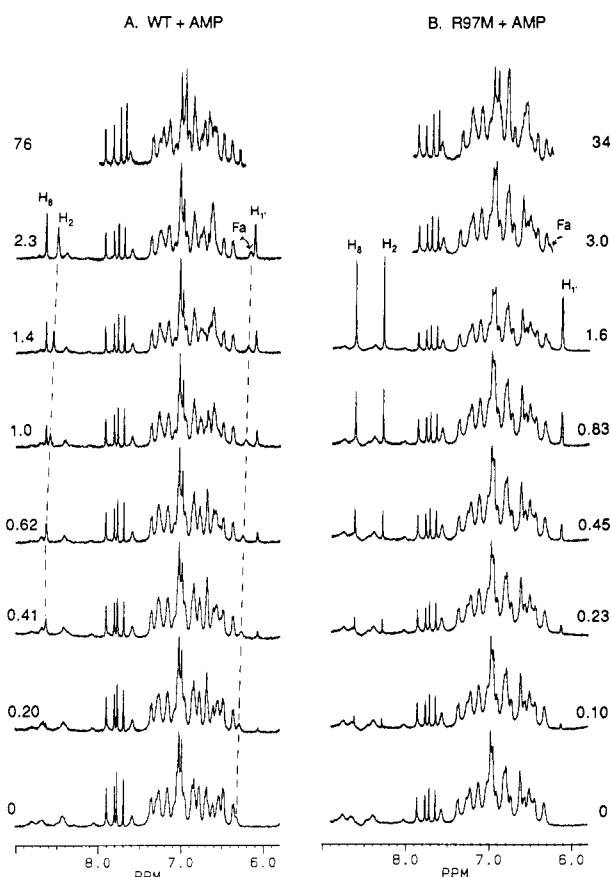 A. WT + AMP
B. R97M + AMP
76
2.3
H8
H2
Fa
H1'
1.4
1.0
0.62
0.41
0.20
0
8.0
7.0
6.0
PPM
34
3.0
Fa
H8
H2
H1'
1.6
0.83
0.45
0.23
0.10
0
8.0
7.0
6.0
PPM